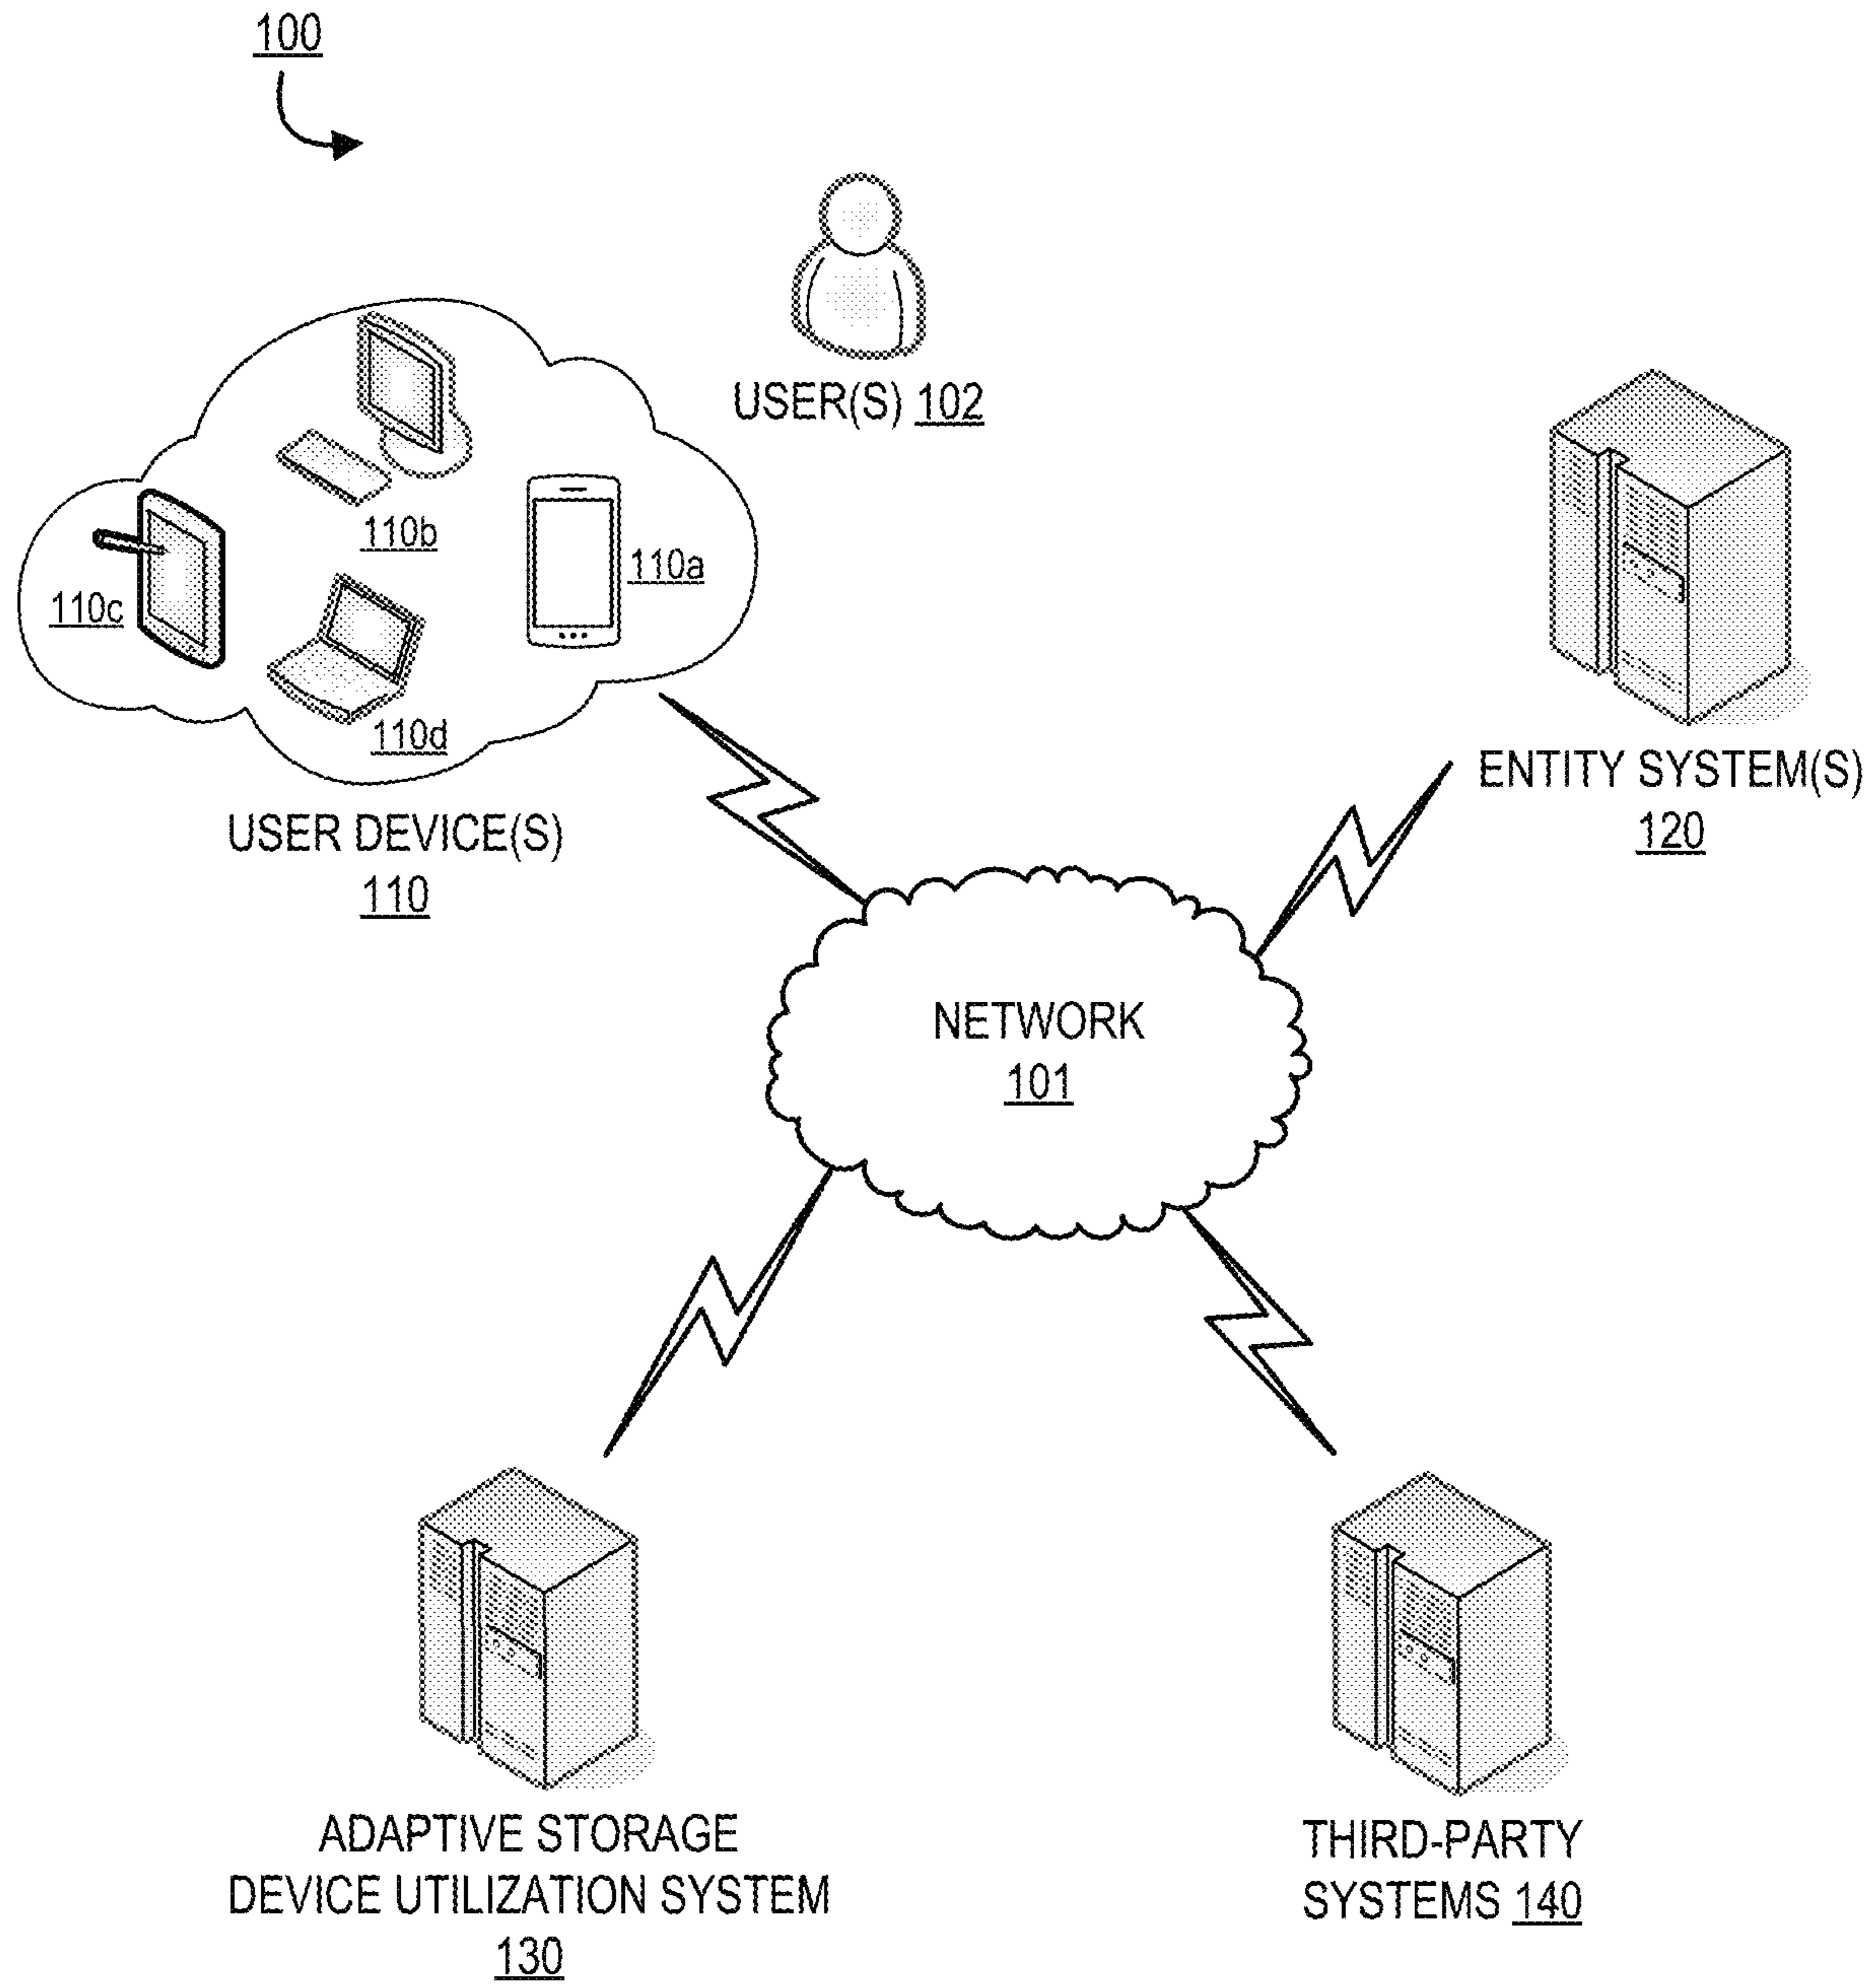 100
USER(S) 102
110b
110a
110c
110d
USER DEVICE(S)
110
ENTITY SYSTEM(S)
120
NETWORK
101
ADAPTIVE STORAGE
DEVICE UTILIZATION SYSTEM
130
THIRD-PARTY
SYSTEMS 140